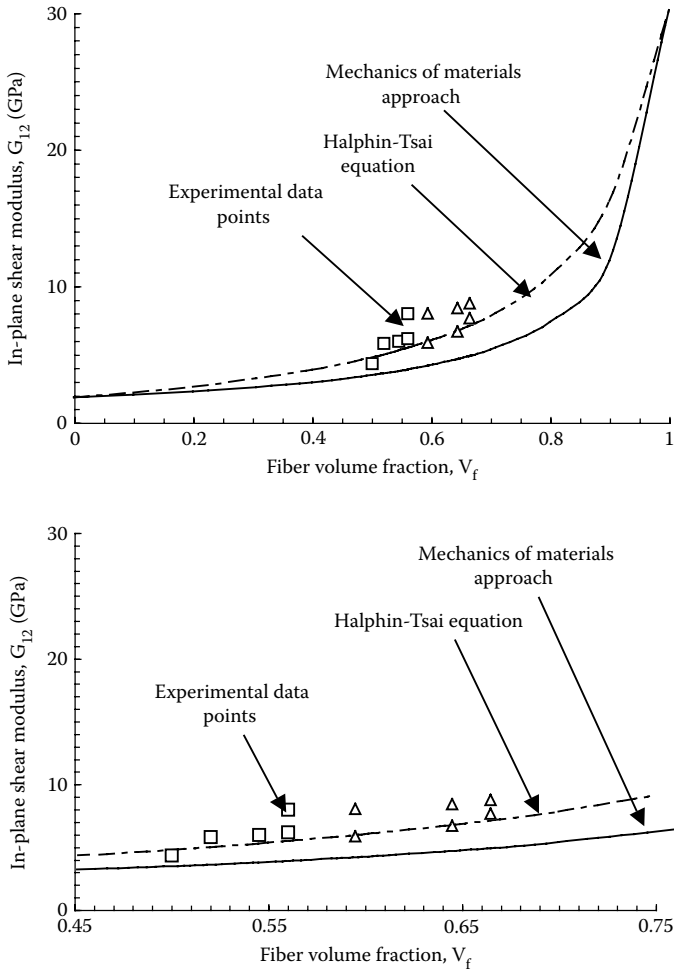 30
20
10
0
In-plane shear modulus, G12 (GPa)
Mechanics of materials
approach
Halphin-Tsai
equation
Experimental data
points
0
0.2
0.4
0.6
0.8
1
Fiber volume fraction, Vf
30
20
10
0
In-plane shear modulus, G12 (GPa)
Mechanics of materials
approach
Halphin-Tsai equation
Experimental data
points
0.45
0.55
0.65
0.75
Fiber volume fraction, Vf